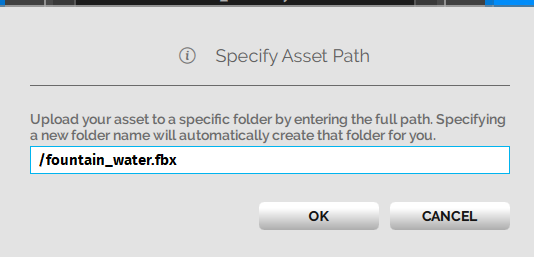 Specify Asset Path
Upload your asset to a specific folder by entering the full path. Specifying
a new folder name will automatically create that folder for you.
/fountain_water.fbx
OK
CANCEL